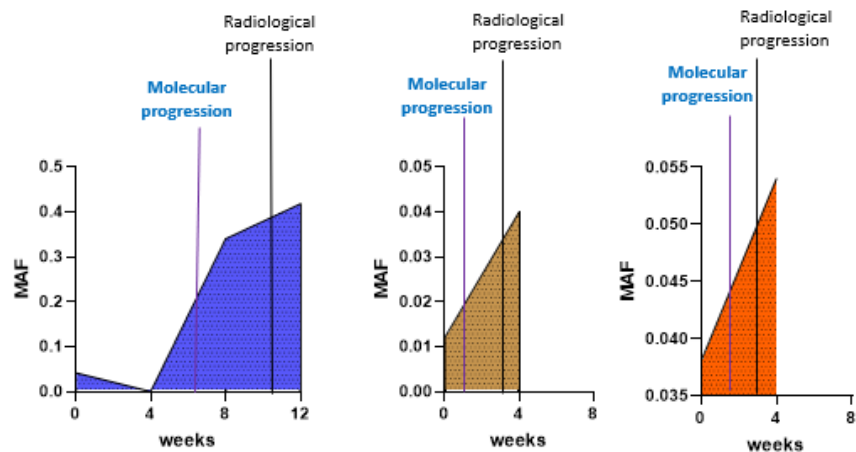 Radiological
progression
Molecular
progression
0.5
0.4
0.3
0.2
0.1
0.0
MAF
0
4
8
12
weeks
Radiological
progression
Molecular
progression
0.05
0.04
0.03
0.02
0.01
0.00
MAF
0
4
8
weeks
Radiological
progression
Molecular
progression
0.055
0.050
0.045
0.040
0.035
MAF
0
4
8
weeks